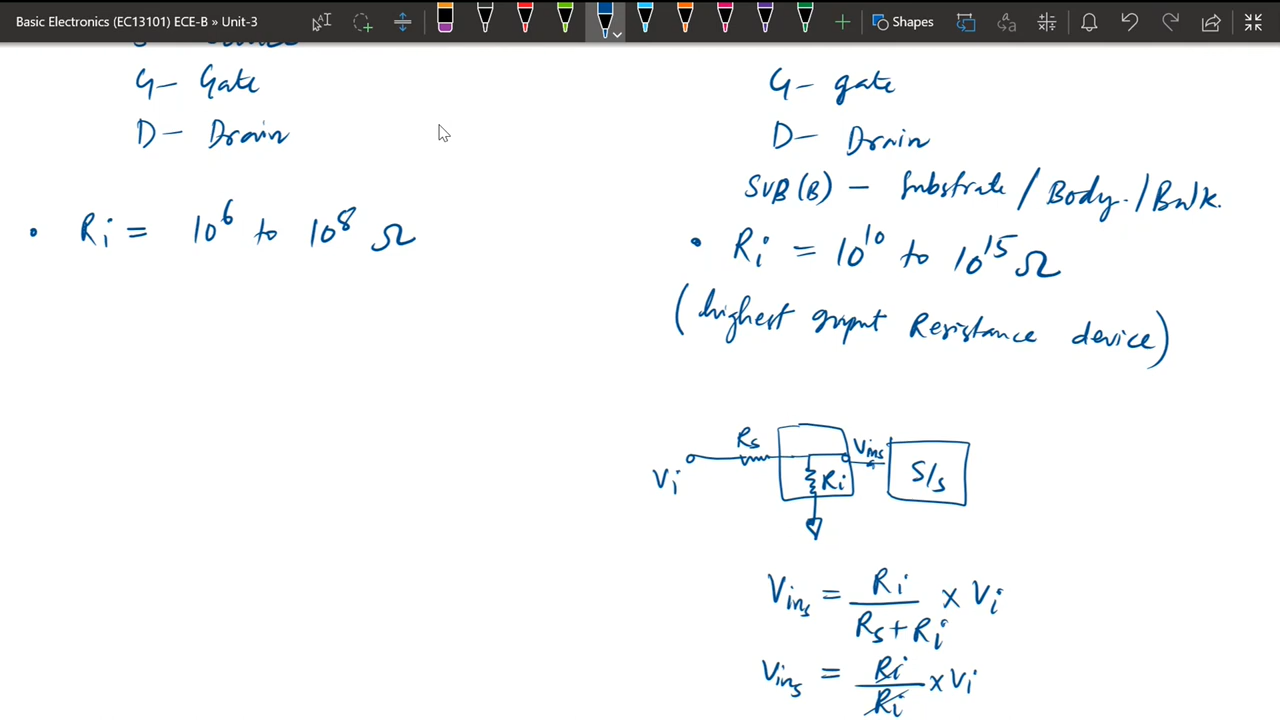 Basic Electronics (EC13101) ECE-B » Unit-3
Shapes
G- Gate
D- Drain
• Ri = 10^6 to 10^8 Ω
G- gate
D- Drain
SUB(B) - Substrate / Body / Bulk.
• Ri = 10^10 to 10^15 Ω
(highest input Resistance device)
Rs
Vi
Ri
Vins
S/s
Vins = Ri / (Rs + Ri) × Vi
Vins = Ri / Ri × Vi